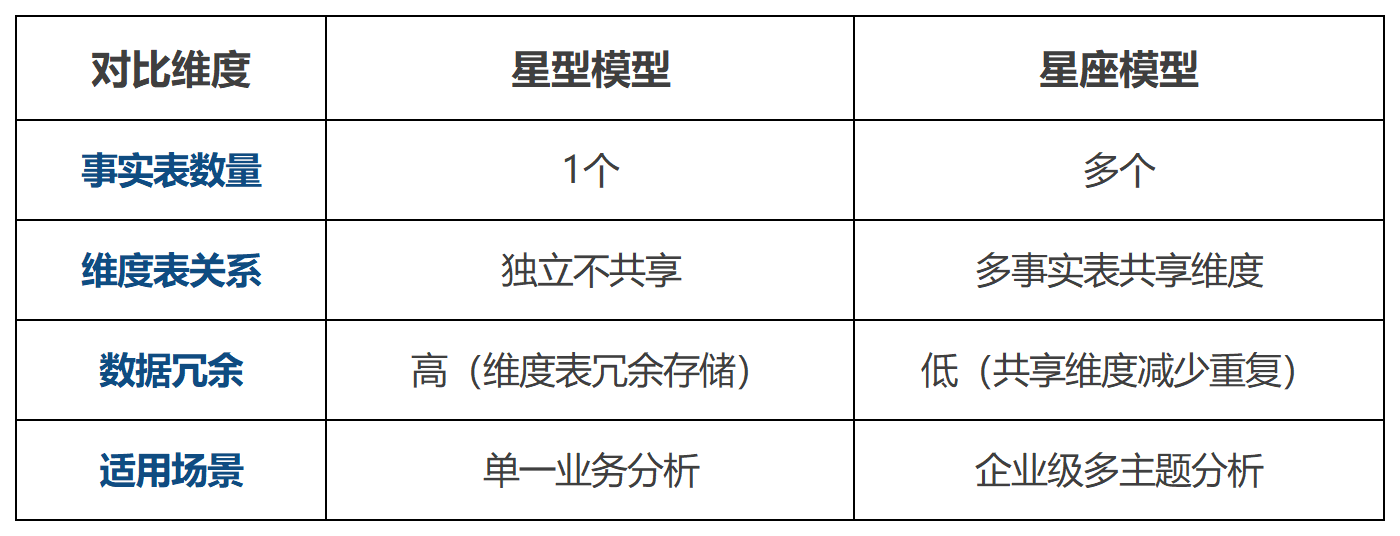 对比维度 星型模型 星座模型
事实表数量 1个 多个
维度表关系 独立不共享 多事实表共享维度
数据冗余 高（维度表冗余存储） 低（共享维度减少重复）
适用场景 单一业务分析 企业级多主题分析